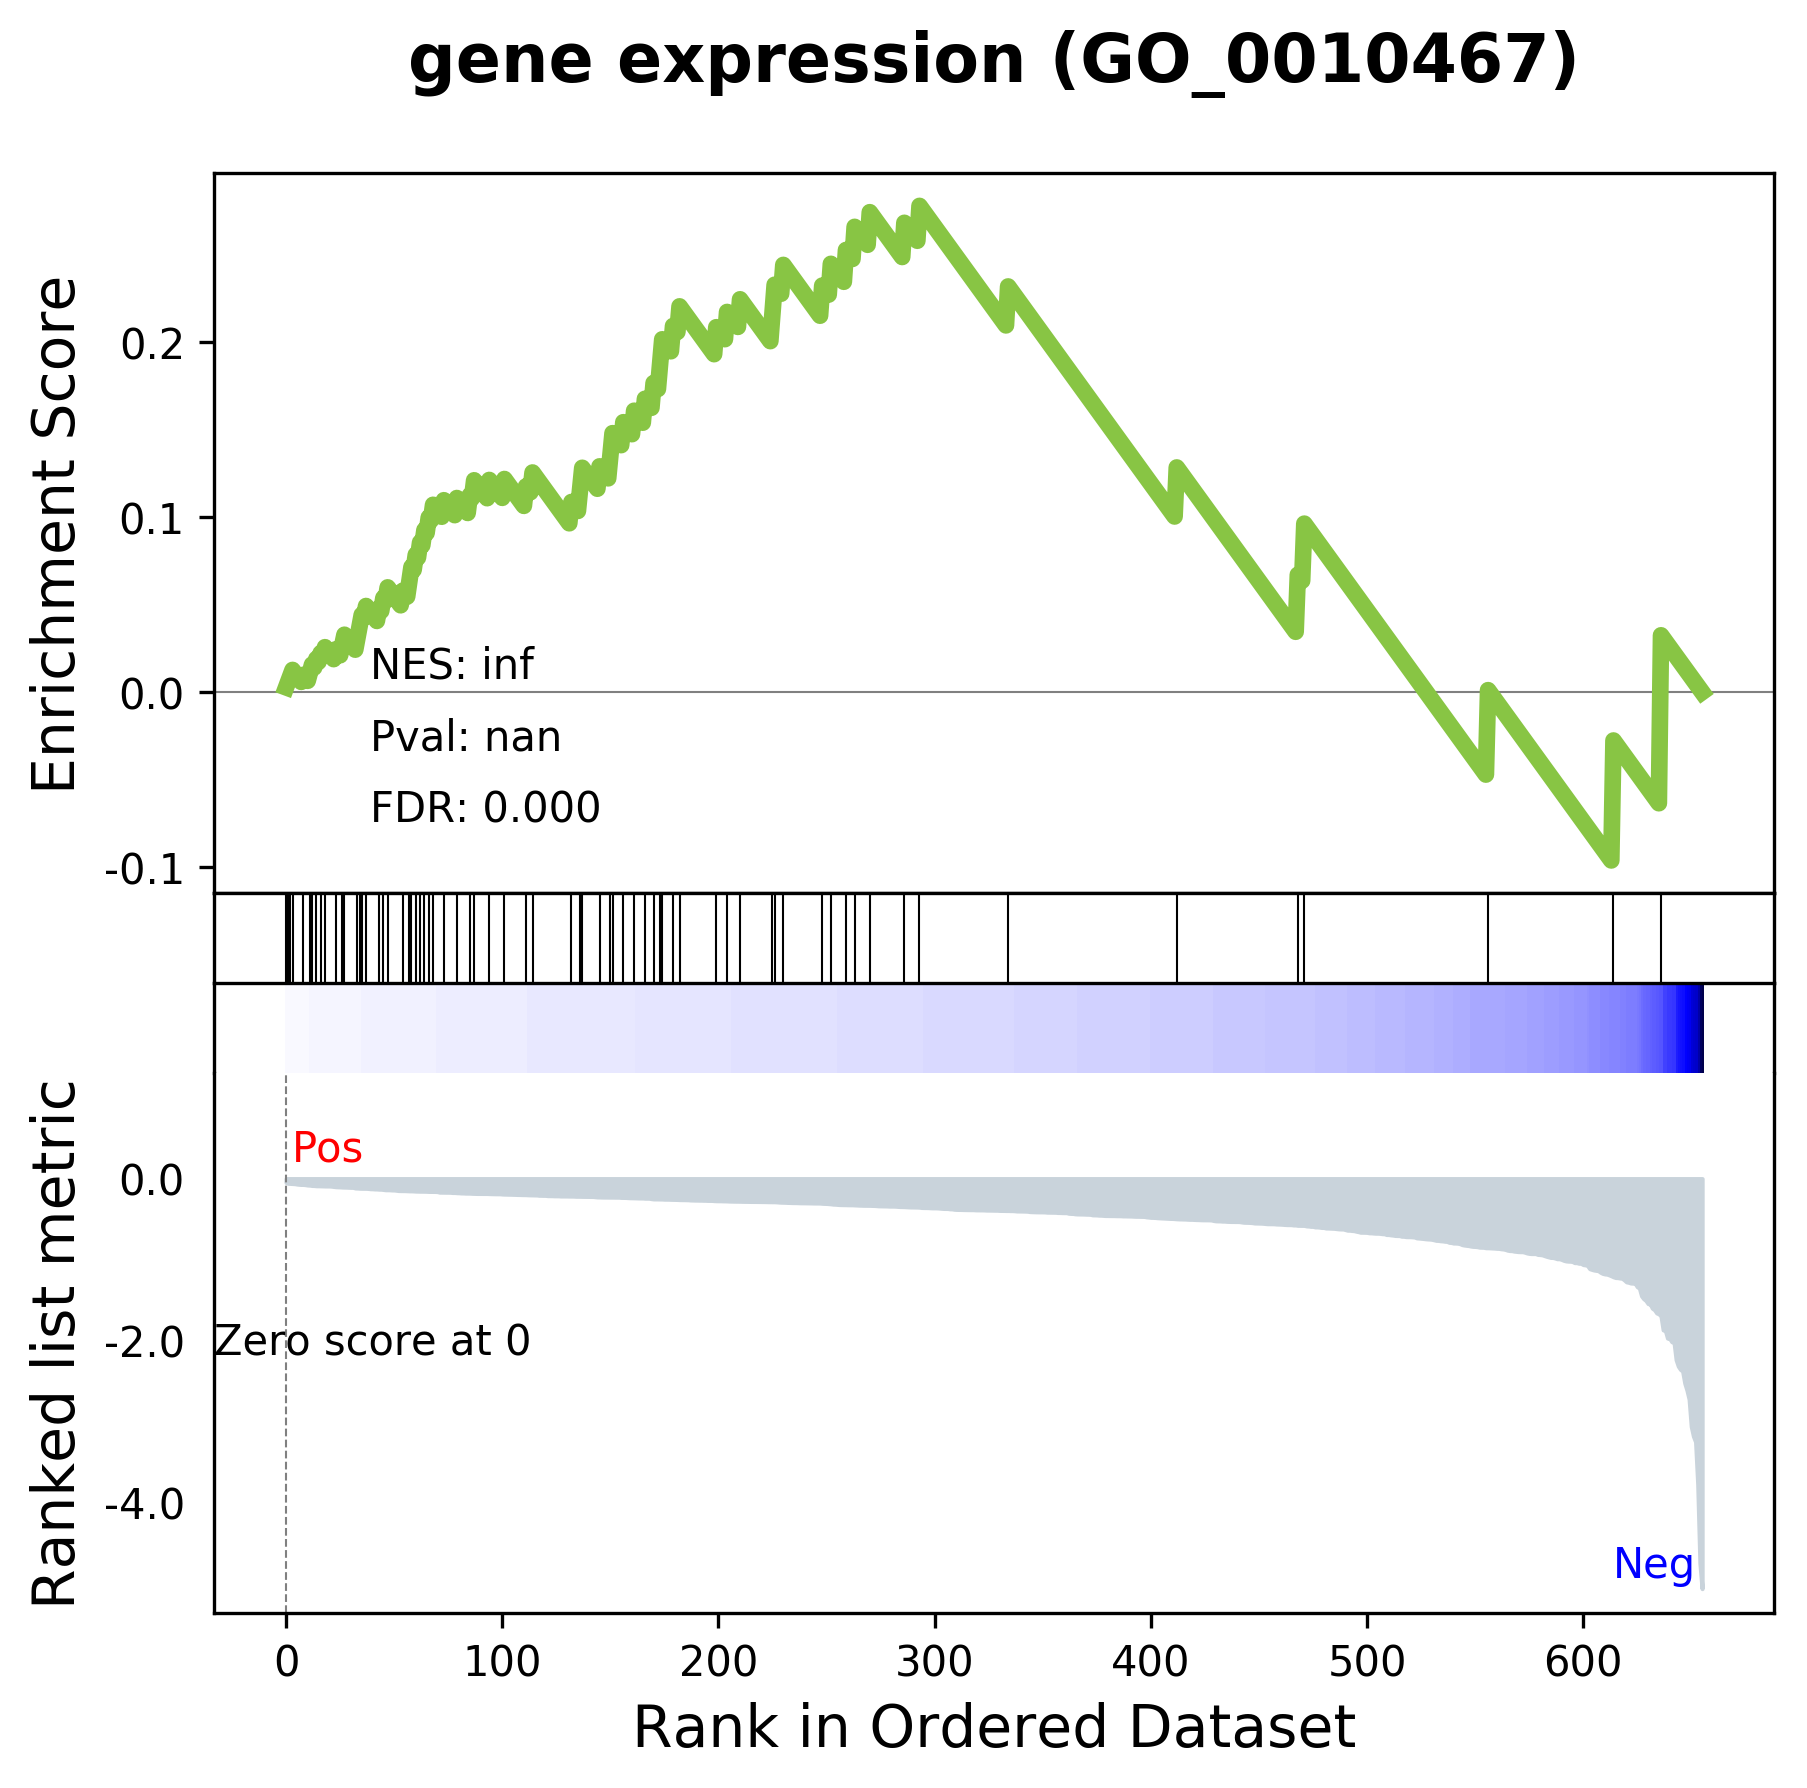 gene expression (GO_0010467)
Enrichment Score
0.2
0.1
0.0
-0.1
NES: inf
Pval: nan
FDR: 0.000
Ranked list metric
0.0
-2.0
-4.0
Pos
Zero score at 0
Neg
0 100 200 300 400 500 600
Rank in Ordered Dataset